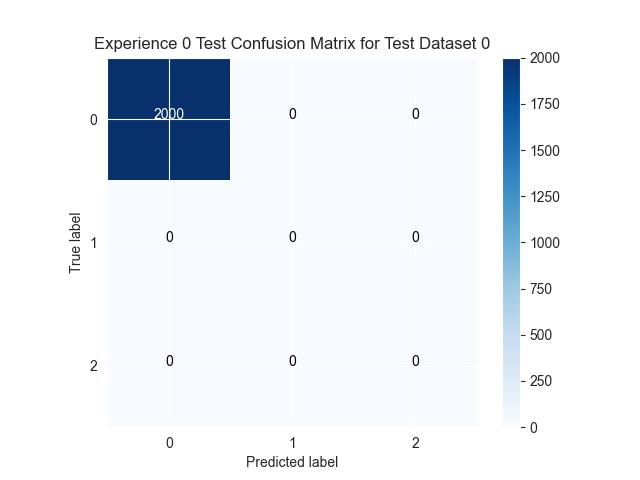 Experience 0 Test Confusion Matrix for Test Dataset 0
True label
0 2000 0 0
1 0 0 0
2 0 0 0
0 1 2
Predicted label
2000
1750
1500
1250
1000
750
500
250
0